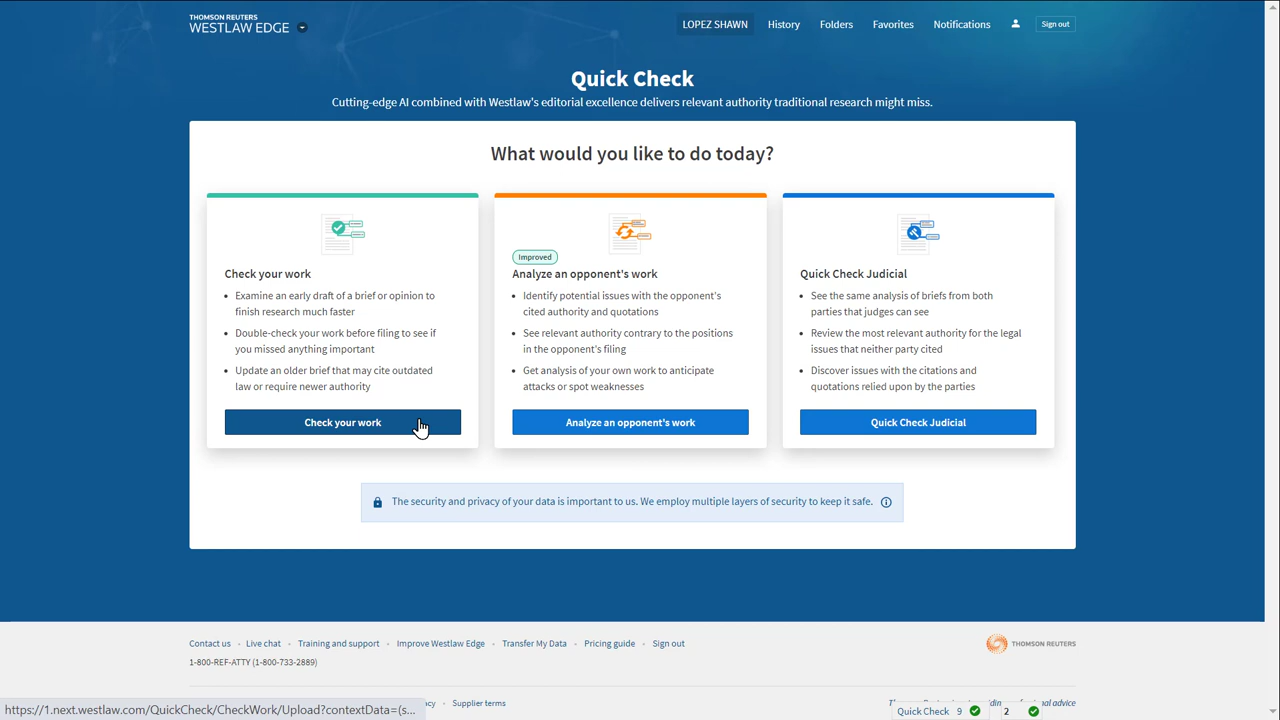 THOMSON REUTERS
WESTLAW EDGE
LOPEZ SHAWN
History
Folders
Favorites
Notifications
Sign out
Quick Check
Cutting-edge AI combined with Westlaw's editorial excellence delivers relevant authority traditional research might miss.
What would you like to do today?
Check your work
• Examine an early draft of a brief or opinion to
finish research much faster
• Double-check your work before filing to see if
you missed anything important
• Update an older brief that may cite outdated
law or require newer authority
Check your work
Improved
Analyze an opponent's work
• Identify potential issues with the opponent's
cited authority and quotations
• See relevant authority contrary to the positions
in the opponent's filing
• Get analysis of your own work to anticipate
attacks or spot weaknesses
Analyze an opponent's work
Quick Check Judicial
• See the same analysis of briefs from both
parties that judges can see
• Review the most relevant authority for the legal
issues that neither party cited
• Discover issues with the citations and
quotations relied upon by the parties
Quick Check Judicial
The security and privacy of your data is important to us. We employ multiple layers of security to keep it safe.
Contact us • Live chat • Training and support • Improve Westlaw Edge • Transfer My Data • Pricing guide • Sign out
THOMSON REUTERS
1-800-REF-ATTY (1-800-733-2889)
https://1.next.westlaw.com/QuickCheck/CheckWork/Upload?contextData=(s...
• Supplier terms
advice
Quick Check 9
2